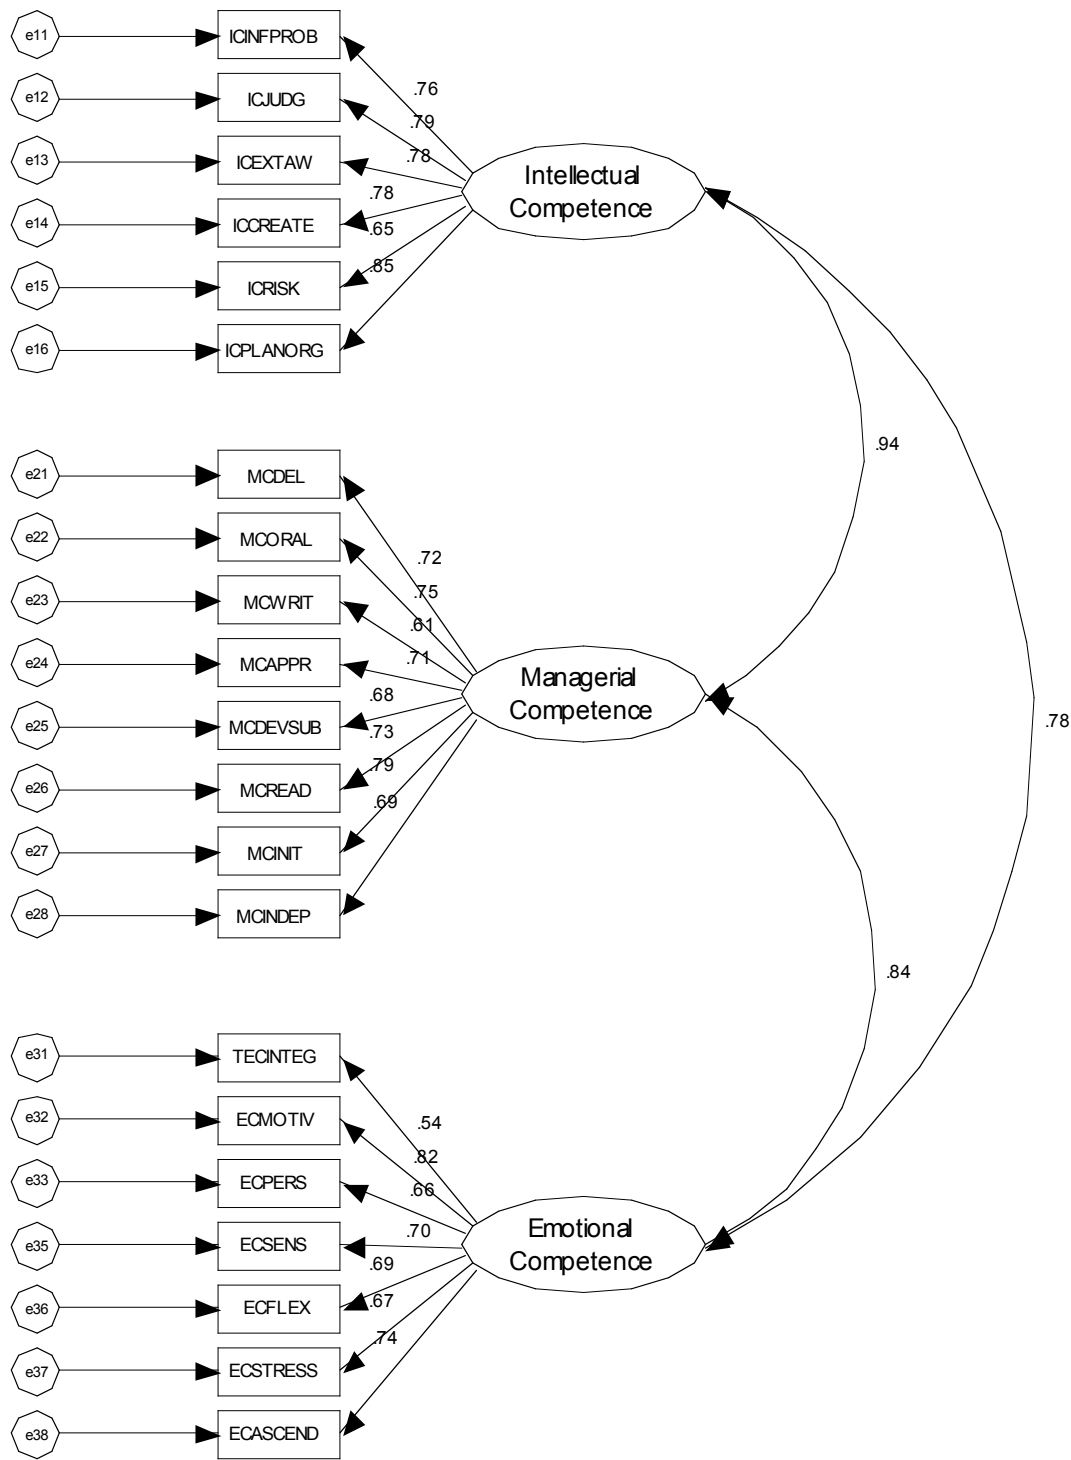 e11
ICINFPROB
.76
e12
ICJUDG
.79
e13
ICEXTAW
.78
e14
ICCREATE
.78
e15
ICRISK
.65
e16
ICPLANORG
.85
Intellectual
Competence
.94
e21
MCDEL
.72
e22
MCORAL
.75
e23
MCWRIT
.61
e24
MCAPPR
.71
e25
MCDEVSUB
.68
e26
MCREAD
.73
e27
MCINIT
.79
e28
MCINDEP
.69
Managerial
Competence
.78
.84
e31
TECINTEG
.54
e32
ECMOTIV
.82
e33
ECPERS
.66
e35
ECSENS
.70
e36
ECFLEX
.69
e37
ECSTRESS
.67
e38
ECASCEND
.74
Emotional
Competence